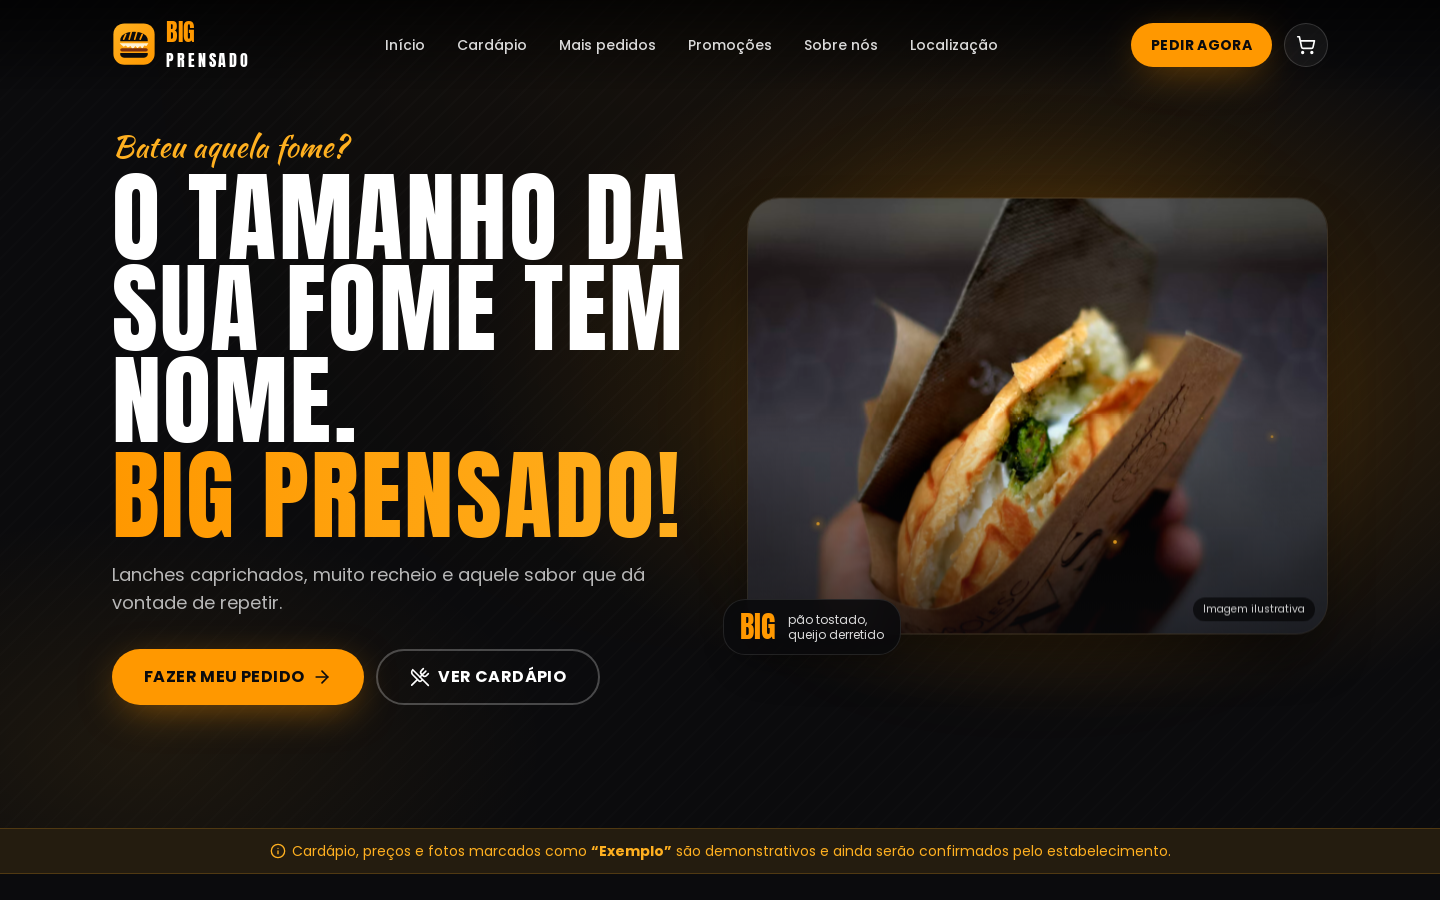 BIG
PRENSADO
Início
Cardápio
Mais pedidos
Promoções
Sobre nós
Localização
PEDIR AGORA
Bateu aquela fome?
O TAMANHO DA
SUA FOME TEM
NOME.
BIG PRENSADO!
Lanches caprichados, muito recheio e aquele sabor que dá
vontade de repetir.
FAZER MEU PEDIDO
VER CARDÁPIO
Imagem ilustrativa
BIG
pão tostado,
queijo derretido
Cardápio, preços e fotos marcados como “Exemplo” são demonstrativos e ainda serão confirmados pelo estabelecimento.